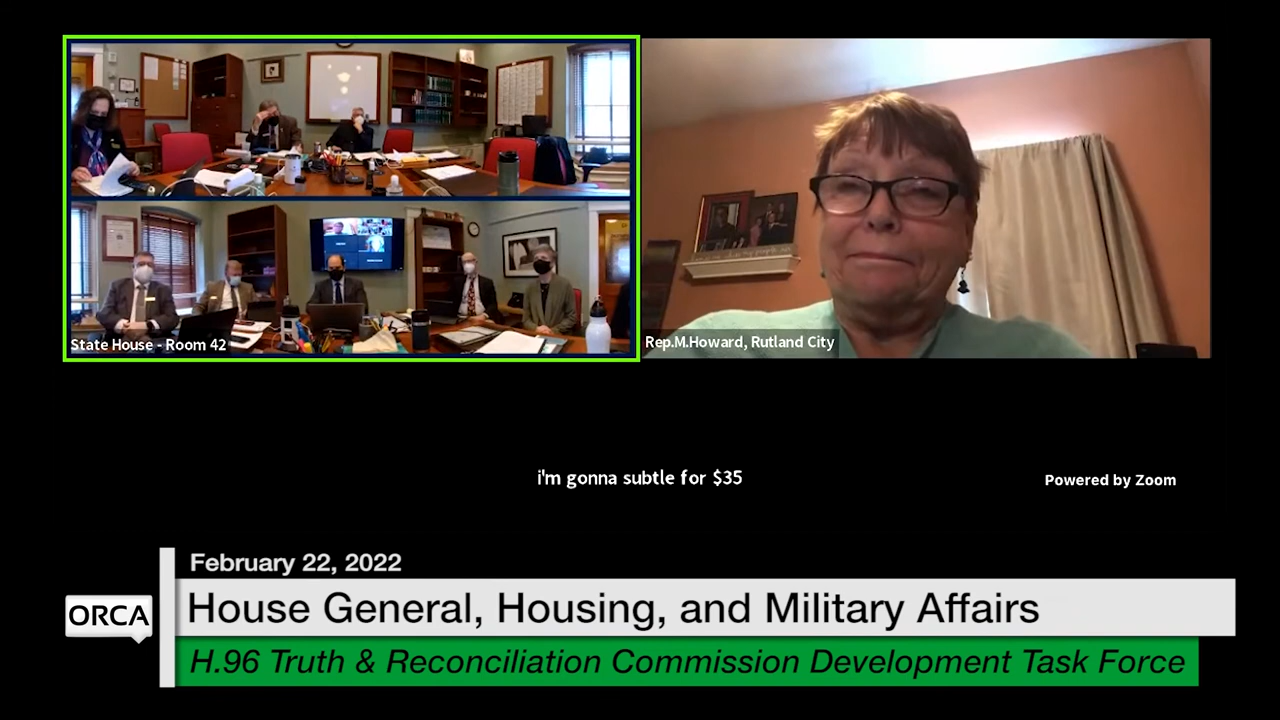 State House - Room 42
Rep.M.Howard, Rutland City
i'm gonna subtle for $35
Powered by Zoom
February 22, 2022
ORCA
House General, Housing, and Military Affairs
H.96 Truth & Reconciliation Commission Development Task Force